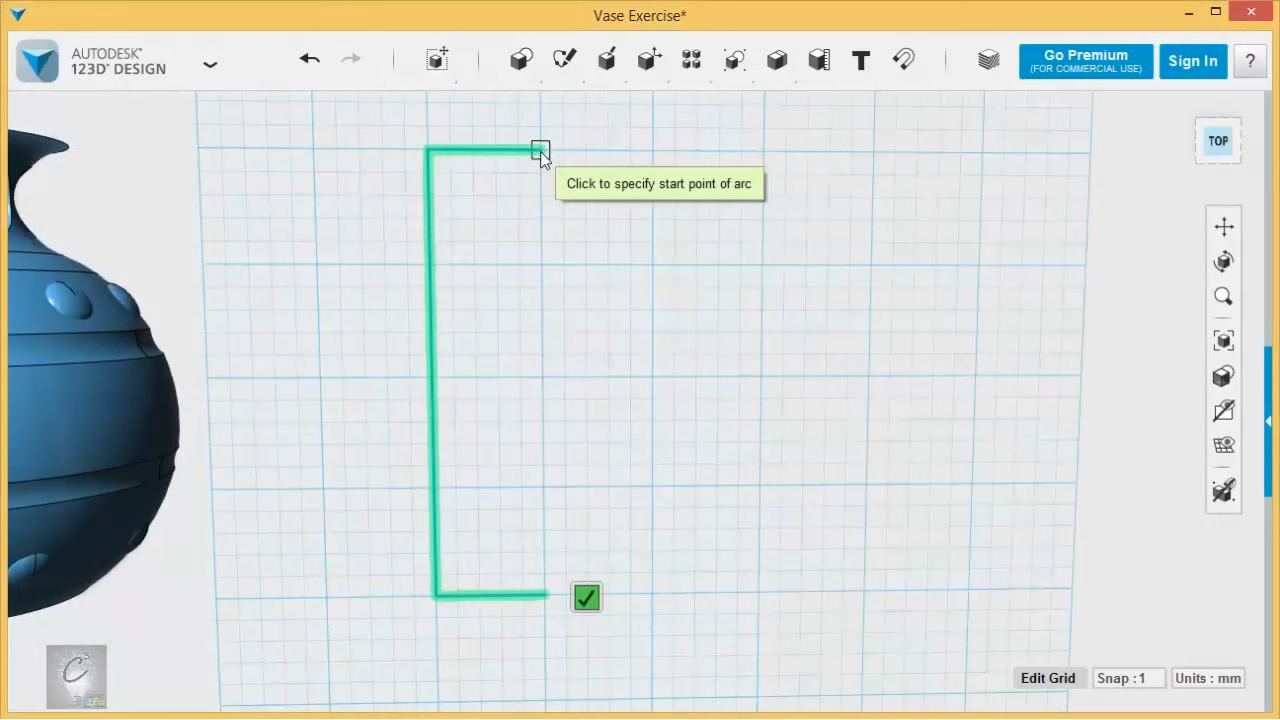 Vase Exercise*
AUTODESK®
123D® DESIGN
T
Go Premium
(FOR COMMERCIAL USE)
Sign In
?
TOP
Click to specify start point of arc
Edit Grid
Snap : 1
Units : mm